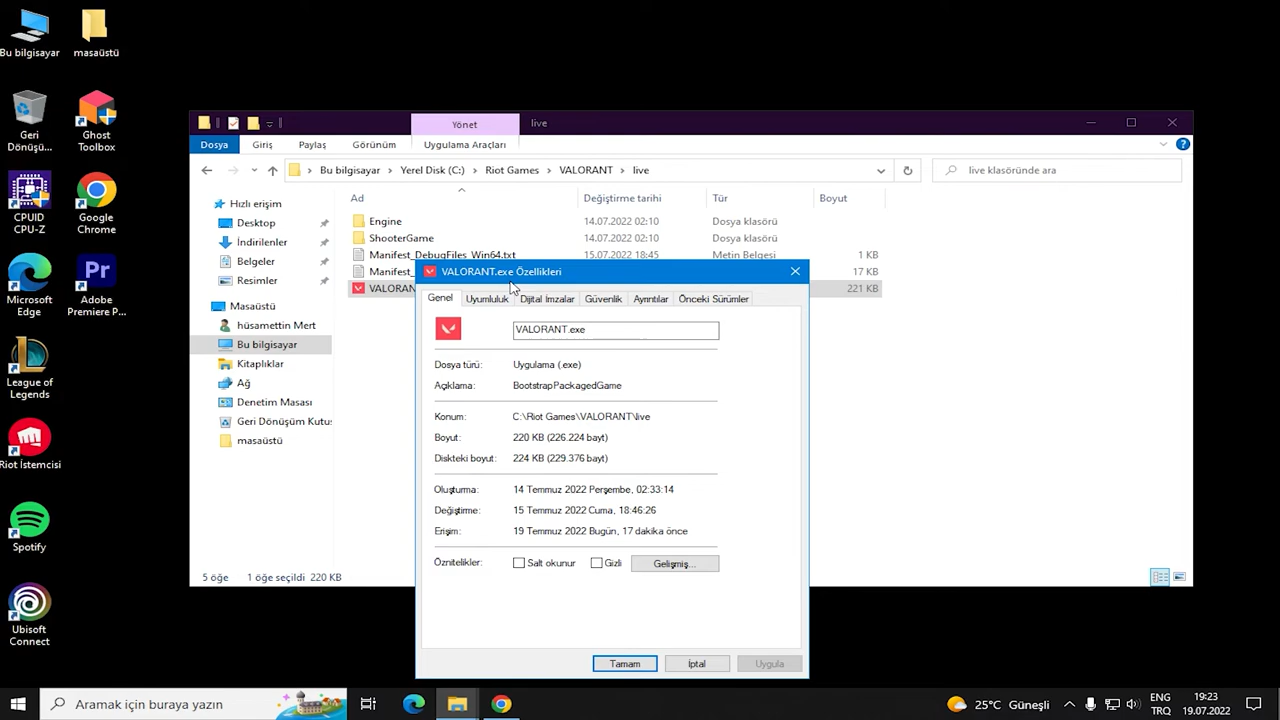 Bu bilgisayar
masaüstü
Geri
Dönüşü...
Ghost
Toolbox
CPUID
CPU-Z
Google
Chrome
Microsoft
Edge
Adobe
Premiere P...
League of
Legends
Riot İstemcisi
Spotify
Ubisoft
Connect
Yönet
live
Dosya
Giriş
Paylaş
Görünüm
Uygulama Araçları
Bu bilgisayar > Yerel Disk (C:) > Riot Games > VALORANT > live
live klasöründe ara
Hızlı erişim
Desktop
İndirilenler
Belgeler
Resimler
Masaüstü
hüsamettin Mert
Bu bilgisayar
Kitaplıklar
Ağ
Denetim Masası
Geri Dönüşüm Kutus
masaüstü
Ad Değiştirme tarihi Tür Boyut
Engine 14.07.2022 02:10 Dosya klasörü
ShooterGame 14.07.2022 02:10 Dosya klasörü
Manifest_DebugFiles_Win64.txt 15.07.2022 18:45 Metin Belgesi 1 KB
Manifest_ 17 KB
VALORAN 221 KB
5 öğe 1 öğe seçildi 220 KB
VALORANT.exe Özellikleri
Genel Uyumluluk Dijital İmzalar Güvenlik Ayrıntılar Önceki Sürümler
VALORANT.exe
Dosya türü: Uygulama (.exe)
Açıklama: BootstrapPackagedGame
Konum: C:\Riot Games\VALORANT\live
Boyut: 220 KB (226.224 bayt)
Diskteki boyut: 224 KB (229.376 bayt)
Oluşturma: 14 Temmuz 2022 Perşembe, 02:33:14
Değiştirme: 15 Temmuz 2022 Cuma, 18:46:26
Erişim: 19 Temmuz 2022 Bugün, 17 dakika önce
Öznitelikler: Salt okunur Gizli Gelişmiş...
Tamam İptal Uygula
Aramak için buraya yazın
25°C Güneşli
ENG
TRQ
19:23
19.07.2022